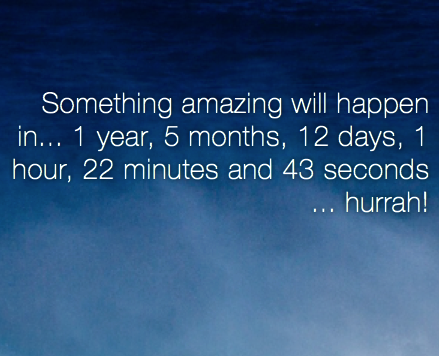 Something amazing will happen
in... 1 year, 5 months, 12 days, 1
hour, 22 minutes and 43 seconds
... hurrah!